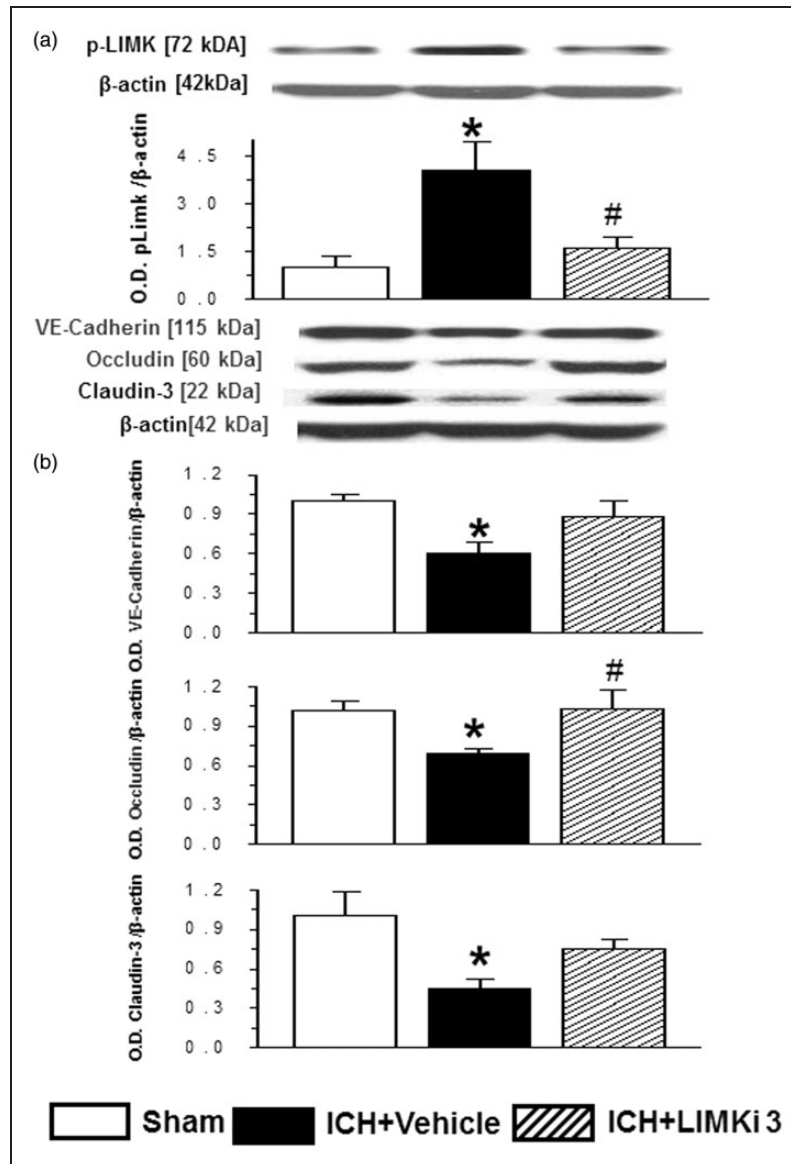 (a)
p-LIMK [72 kDA]
β-actin [42kDa]
O.D. pLimk/β-actin
4.5
3.0
1.5
0.0
*
#
VE-Cadherin [115 kDa]
Occludin [60 kDa]
Claudin-3 [22 kDa]
β-actin[42 kDa]
(b)
O.D. VE-Cadherin/β-actin
1.2
0.9
0.6
0.3
0.0
*
O.D. Occludin/β-actin
1.2
0.9
0.6
0.3
0.0
*
#
O.D. Claudin-3/β-actin
1.2
0.9
0.6
0.3
0.0
*
Sham ICH+Vehicle ICH+LIMKi 3